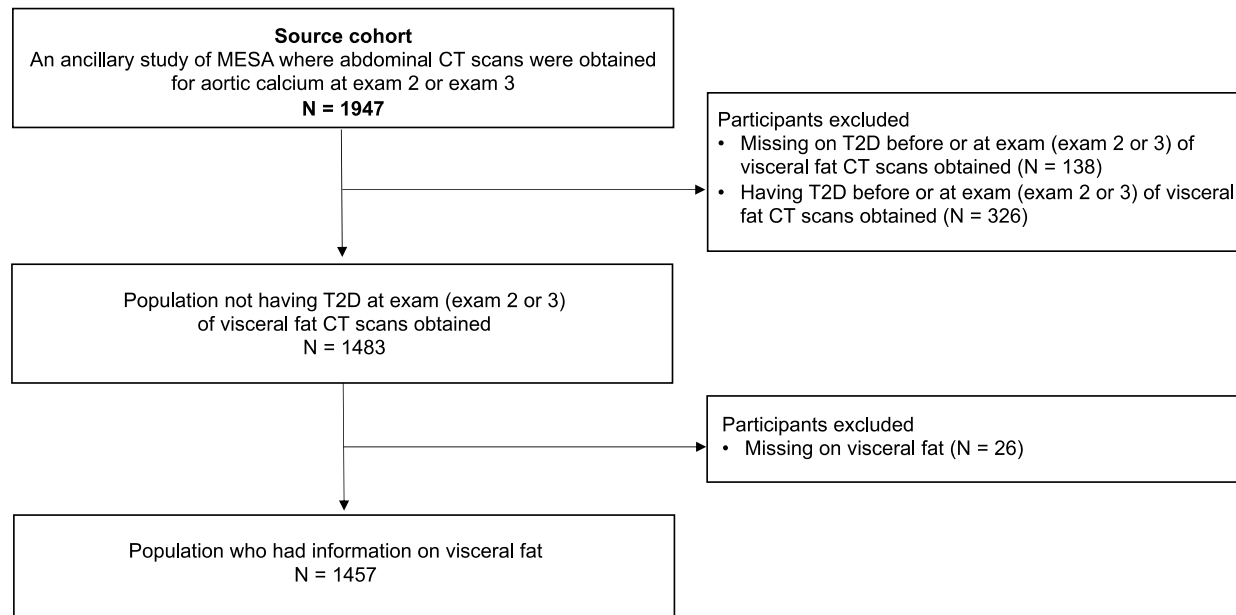 Source cohort
An ancillary study of MESA where abdominal CT scans were obtained
for aortic calcium at exam 2 or exam 3
N = 1947
Participants excluded
• Missing on T2D before or at exam (exam 2 or 3) of
visceral fat CT scans obtained (N = 138)
• Having T2D before or at exam (exam 2 or 3) of visceral
fat CT scans obtained (N = 326)
Population not having T2D at exam (exam 2 or 3)
of visceral fat CT scans obtained
N = 1483
Participants excluded
• Missing on visceral fat (N = 26)
Population who had information on visceral fat
N = 1457